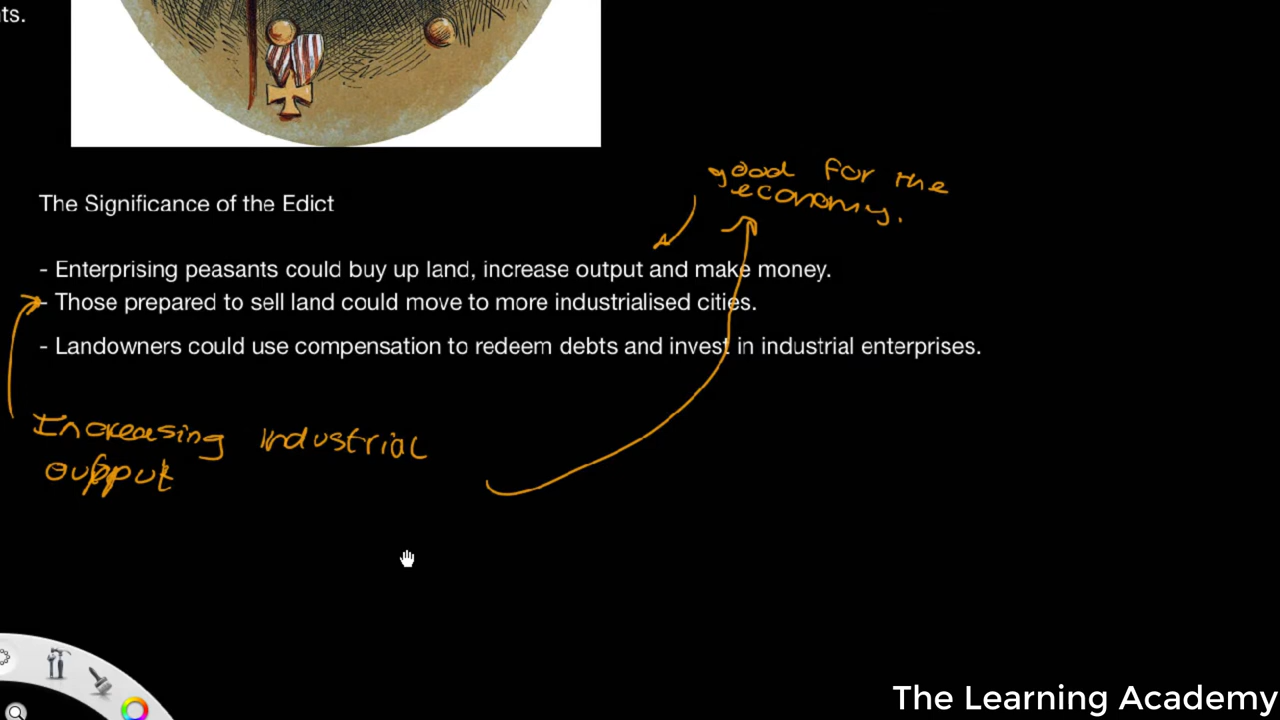 ts.
good for the
economy.
The Significance of the Edict
- Enterprising peasants could buy up land, increase output and make money.
- Those prepared to sell land could move to more industrialised cities.
- Landowners could use compensation to redeem debts and invest in industrial enterprises.
Increasing industrial
output
The Learning Academy